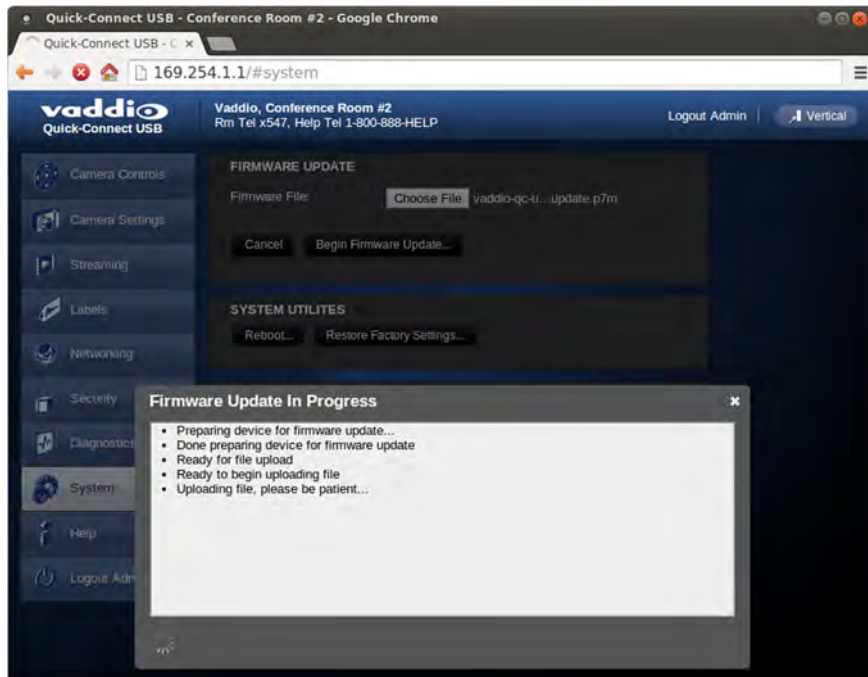 Quick-Connect USB - Conference Room #2 - Google Chrome
Quick-Connect USB - C
169.254.1.1/#system
vaddio
Quick-Connect USB
Vaddio, Conference Room #2
Rm Tel x547, Help Tel 1-800-888-HELP
Logout Admin
Vertical
Camera Controls
Camera Settings
Streaming
Labels
Networking
Security
Diagnostics
System
Help
Logout Adm
FIRMWARE UPDATE
Firmware File:
Choose File
vaddio-qc-u...update.p7m
Cancel
Begin Firmware Update...
SYSTEM UTILITES
Reboot...
Restore Factory Settings...
Firmware Update In Progress
• Preparing device for firmware update...
• Done preparing device for firmware update
• Ready for file upload
• Ready to begin uploading file
• Uploading file, please be patient...